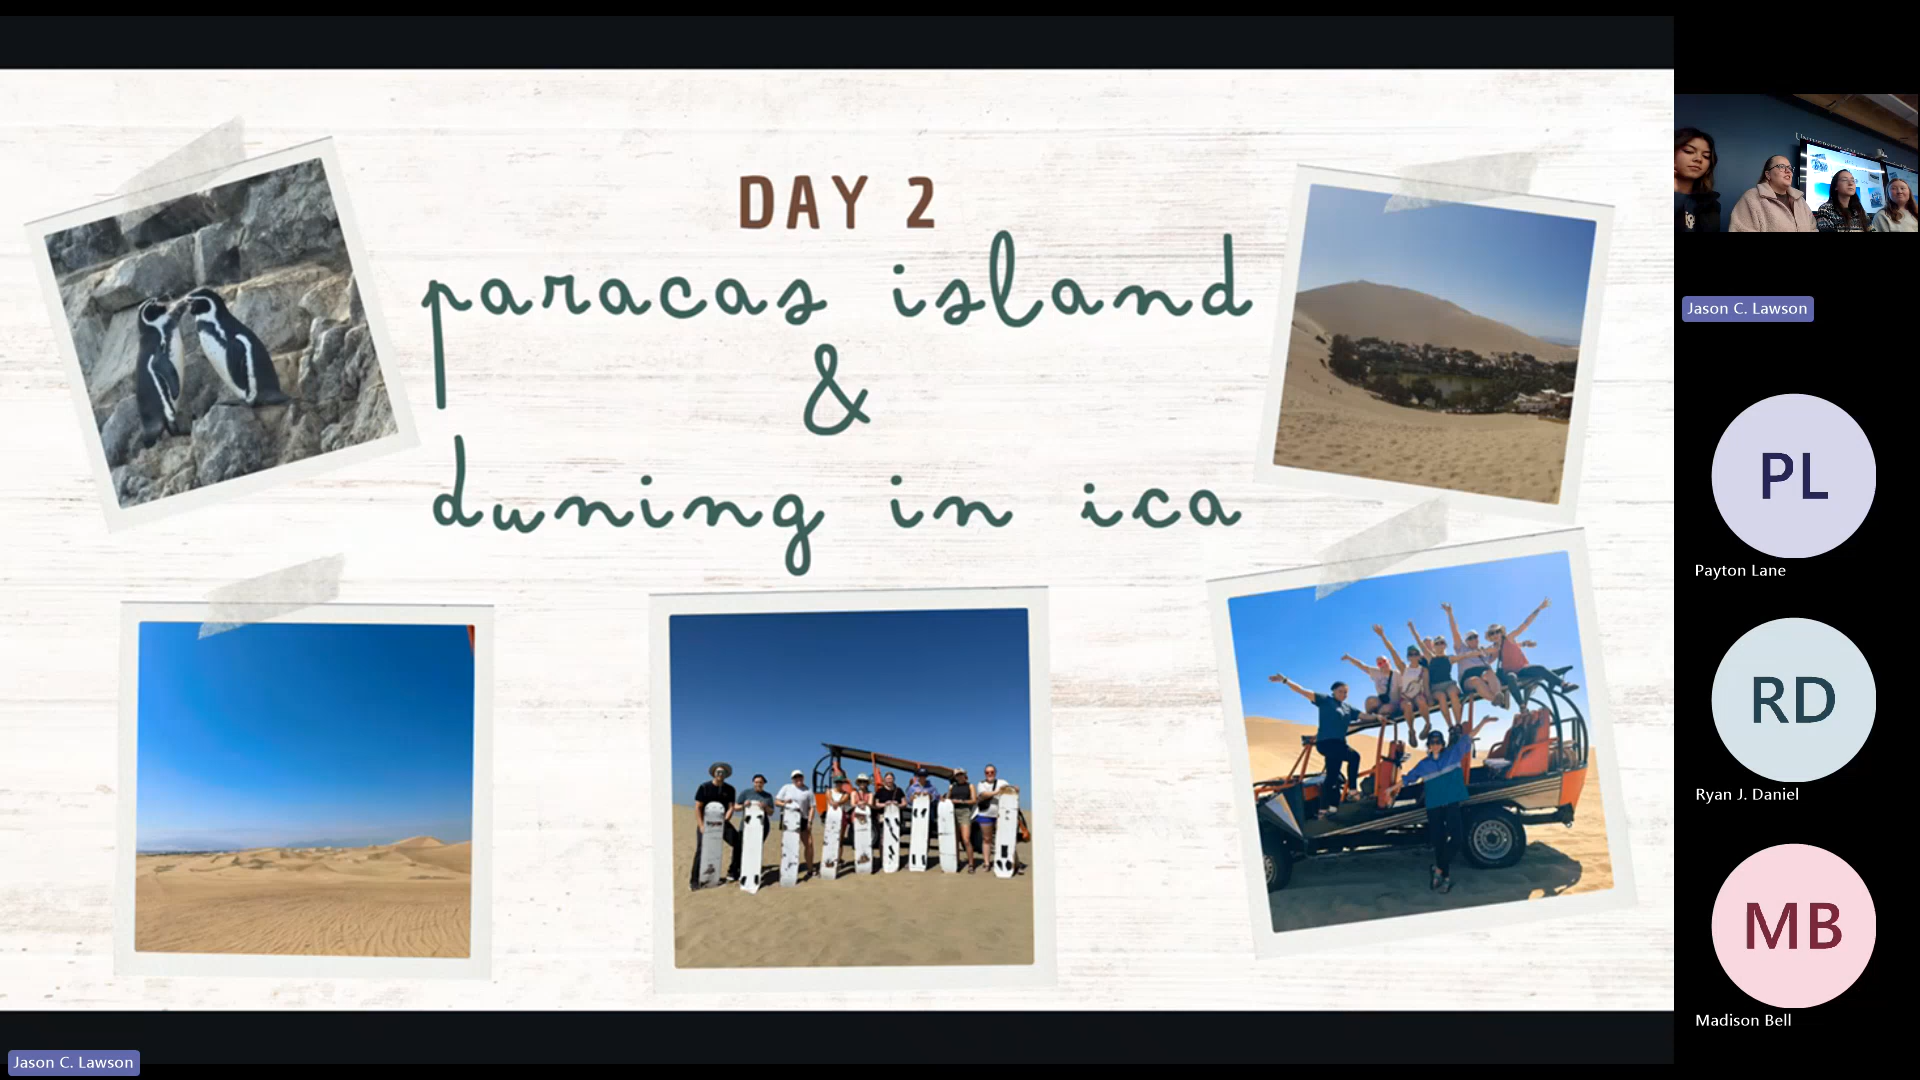 DAY 2
paracas island
&
duning in ica
Jason C. Lawson
PL
Payton Lane
RD
Ryan J. Daniel
MB
Madison Bell
Jason C. Lawson